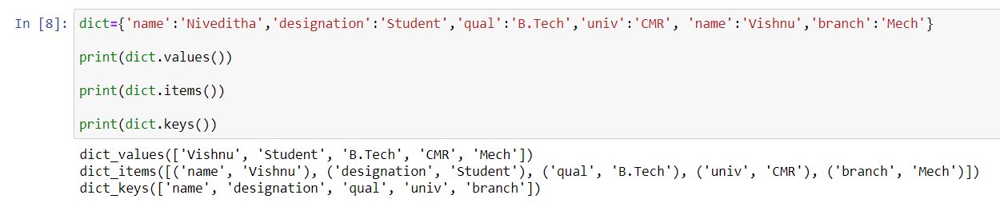 In [8]: dict={'name':'Niveditha','designation':'Student','qual':'B.Tech','univ':'CMR', 'name':'Vishnu','branch':'Mech'}
print(dict.values())
print(dict.items())
print(dict.keys())
dict_values(['Vishnu', 'Student', 'B.Tech', 'CMR', 'Mech'])
dict_items([('name', 'Vishnu'), ('designation', 'Student'), ('qual', 'B.Tech'), ('univ', 'CMR'), ('branch', 'Mech')])
dict_keys(['name', 'designation', 'qual', 'univ', 'branch'])